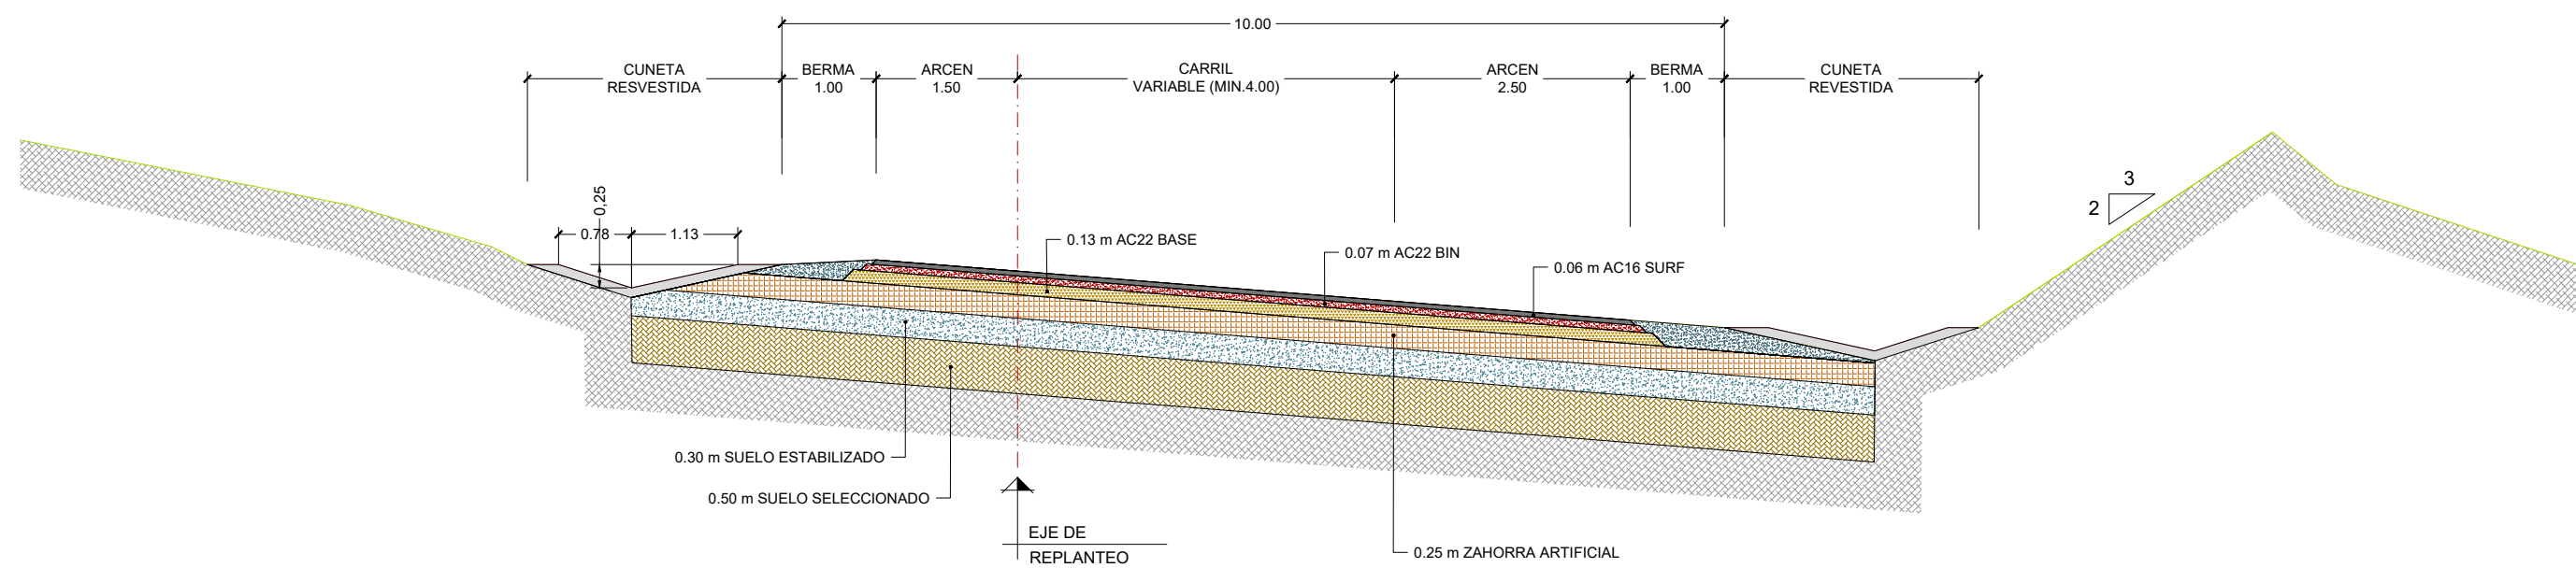 10.00
CUNETA
RESVESTIDA
BERMA
1.00
ARCEN
1.50
CARRIL
VARIABLE (MIN.4.00)
ARCEN
2.50
BERMA
1.00
CUNETA
REVESTIDA
3
2
0,25
0.78
1.13
0.13 m AC22 BASE
0.07 m AC22 BIN
0.06 m AC16 SURF
0.30 m SUELO ESTABILIZADO
0.50 m SUELO SELECCIONADO
EJE DE
REPLANTEO
0.25 m ZAHORRA ARTIFICIAL